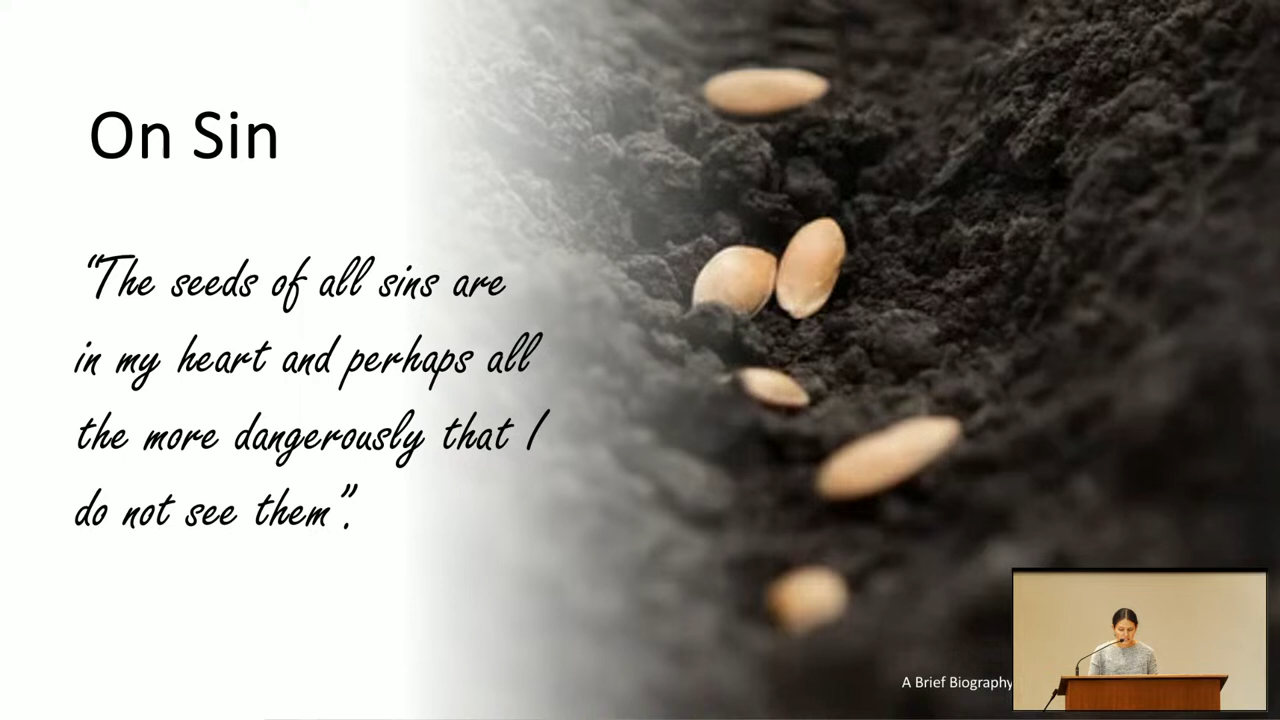 On Sin
“The seeds of all sins are
in my heart and perhaps all
the more dangerously that I
do not see them”.
A Brief Biography